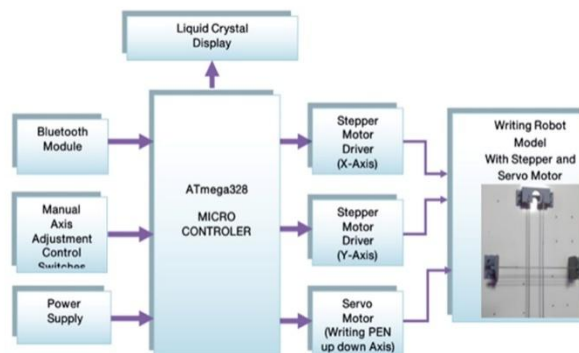 Liquid Crystal
Display
Bluetooth
Module
Manual
Axis
Adjustment
Control
Switches
Power
Supply
ATmega328
MICRO
CONTROLER
Stepper
Motor
Driver
(X-Axis)
Stepper
Motor
Driver
(Y-Axis)
Servo
Motor
(Writing PEN
up down Axis)
Writing Robot
Model
With Stepper and
Servo Motor